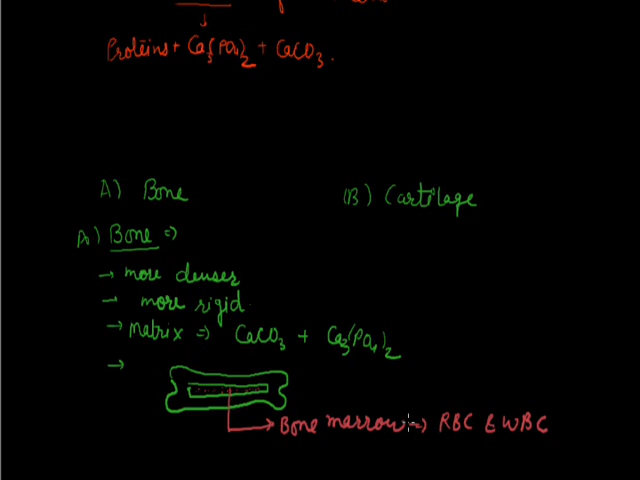 Proteins + Ca3(PO4)2 + CaCO3.
A) Bone
(B) Cartilage
A) Bone ⇒
→ more denser
→ more rigid.
→ Matrix ⇒ CaCO3 + Ca3(PO4)2
→
→ Bone marrow ⇒ RBC & WBC